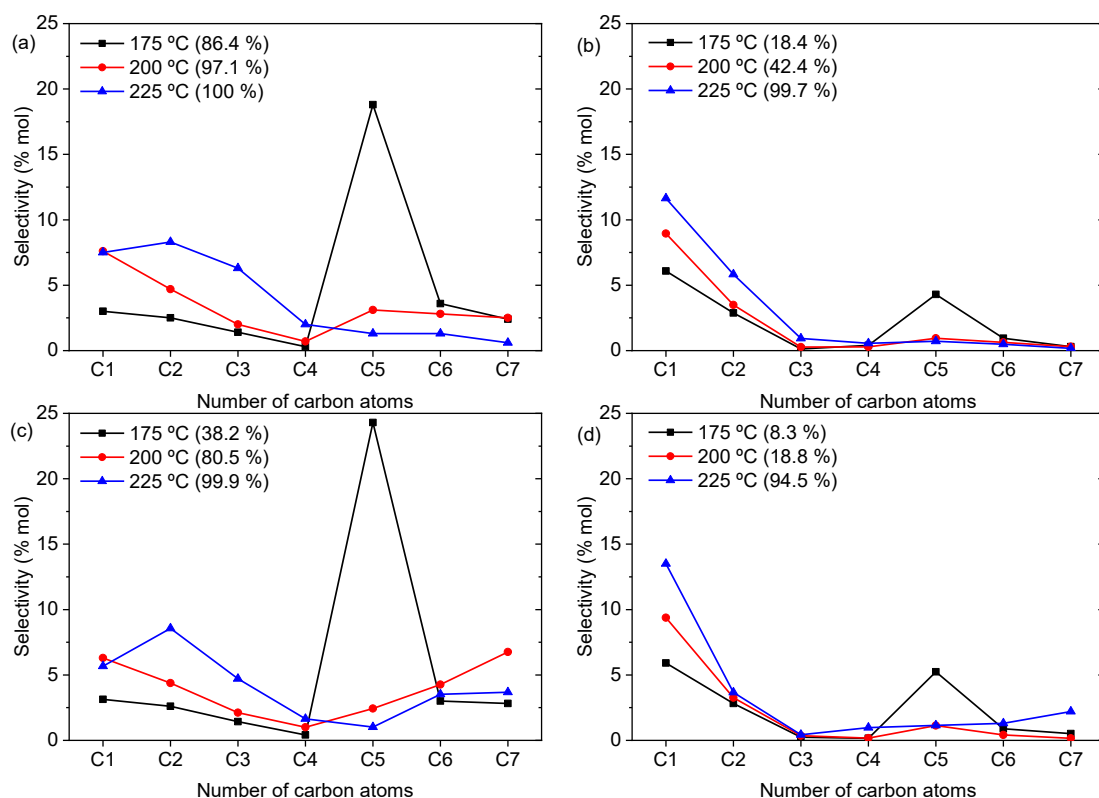 (a)
175 ºC (86.4 %)
200 ºC (97.1 %)
225 ºC (100 %)
25
20
15
10
5
0
Selectivity (% mol)
C1 C2 C3 C4 C5 C6 C7
Number of carbon atoms
(b)
175 ºC (18.4 %)
200 ºC (42.4 %)
225 ºC (99.7 %)
25
20
15
10
5
0
Selectivity (% mol)
C1 C2 C3 C4 C5 C6 C7
Number of carbon atoms
(c)
175 ºC (38.2 %)
200 ºC (80.5 %)
225 ºC (99.9 %)
25
20
15
10
5
0
Selectivity (% mol)
C1 C2 C3 C4 C5 C6 C7
Number of carbon atoms
(d)
175 ºC (8.3 %)
200 ºC (18.8 %)
225 ºC (94.5 %)
25
20
15
10
5
0
Selectivity (% mol)
C1 C2 C3 C4 C5 C6 C7
Number of carbon atoms